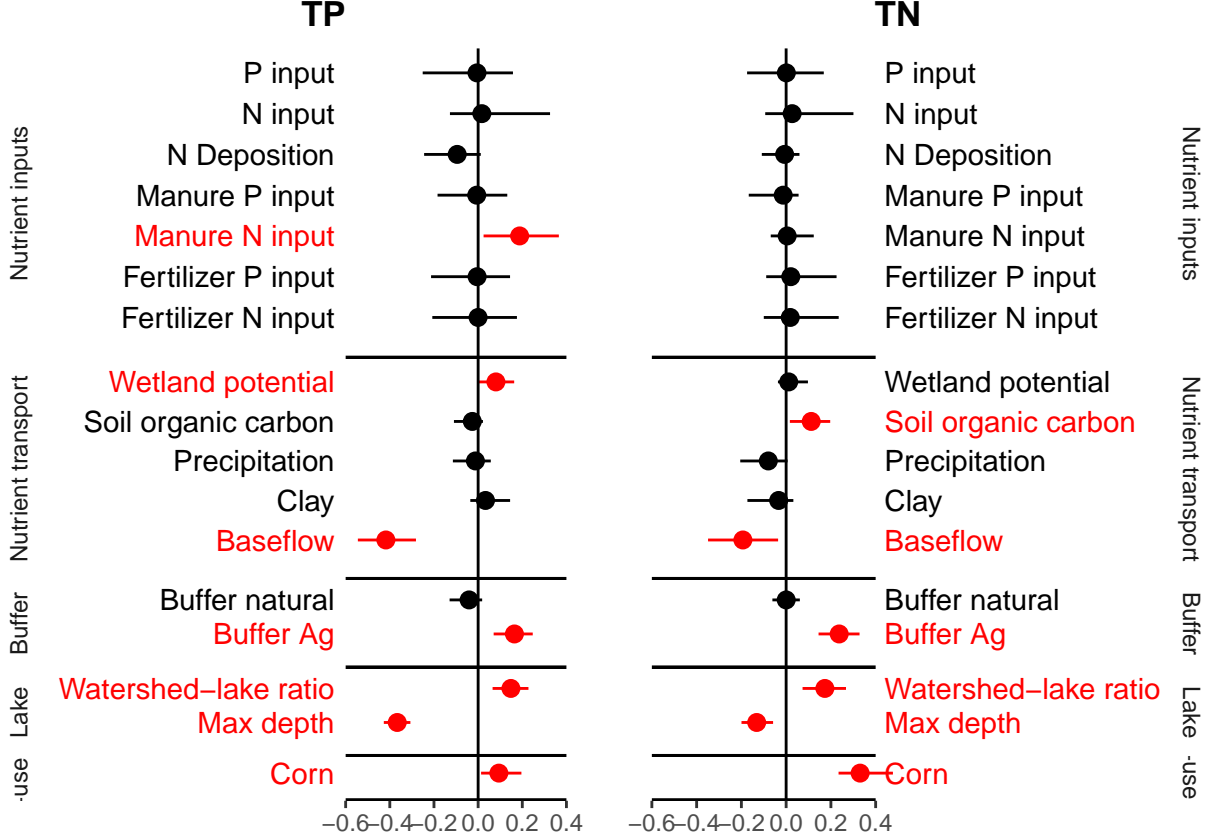 TP
TN
P input
N input
N Deposition
Manure P input
Manure N input
Fertilizer P input
Fertilizer N input
Wetland potential
Soil organic carbon
Precipitation
Clay
Baseflow
Buffer natural
Buffer Ag
Watershed−lake ratio
Max depth
Corn
Nutrient inputs
Nutrient transport
Buffer
Lake
-use
−0.6 −0.4 −0.2 0.0 0.2 0.4
P input
N input
N Deposition
Manure P input
Manure N input
Fertilizer P input
Fertilizer N input
Wetland potential
Soil organic carbon
Precipitation
Clay
Baseflow
Buffer natural
Buffer Ag
Watershed−lake ratio
Max depth
Corn
Nutrient inputs
Nutrient transport
Buffer
Lake
-use
−0.6 −0.4 −0.2 0.0 0.2 0.4